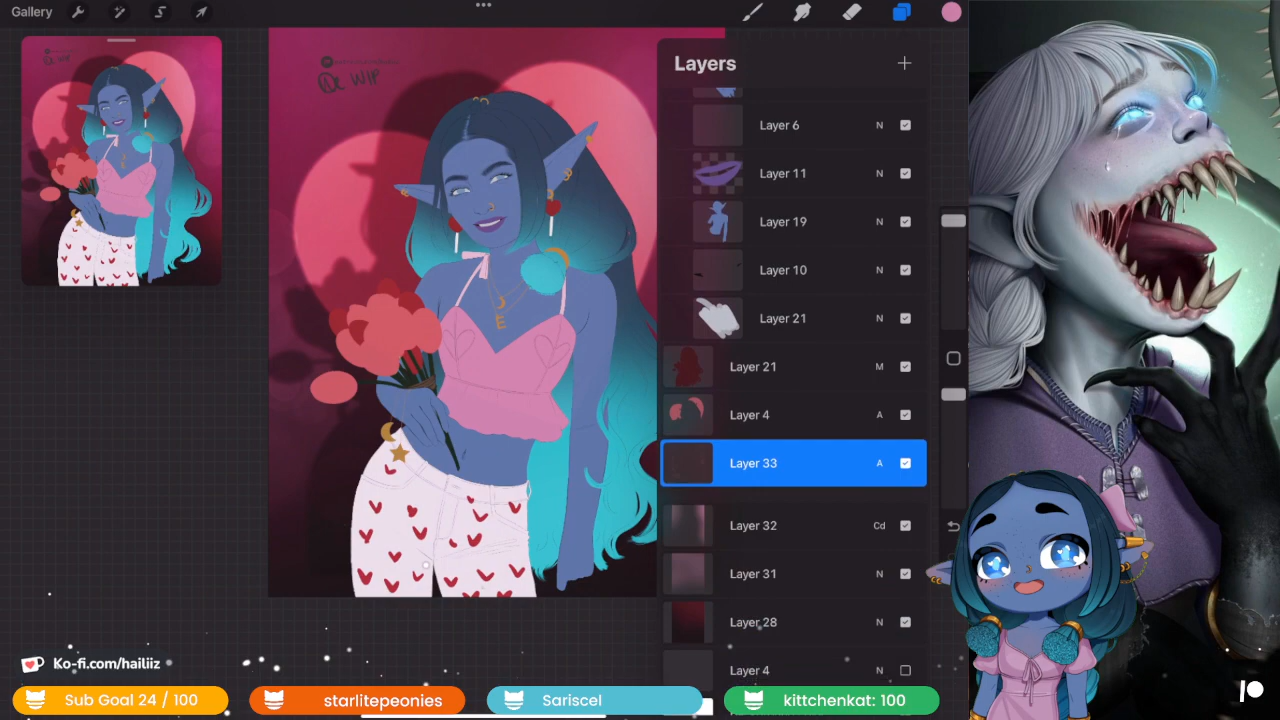 Gallery
WIP
Layers
Layer 6 N
Layer 11 N
Layer 19 N
Layer 10 N
Layer 21 N
Layer 21 M
Layer 4 A
Layer 33 A
Layer 32 Cd
Layer 31 N
Layer 28 N
Layer 4 N
Ko-fi.com/hailiiz
Sub Goal 24 / 100
starlitepeonies
Sariscel
kittchenkat: 100